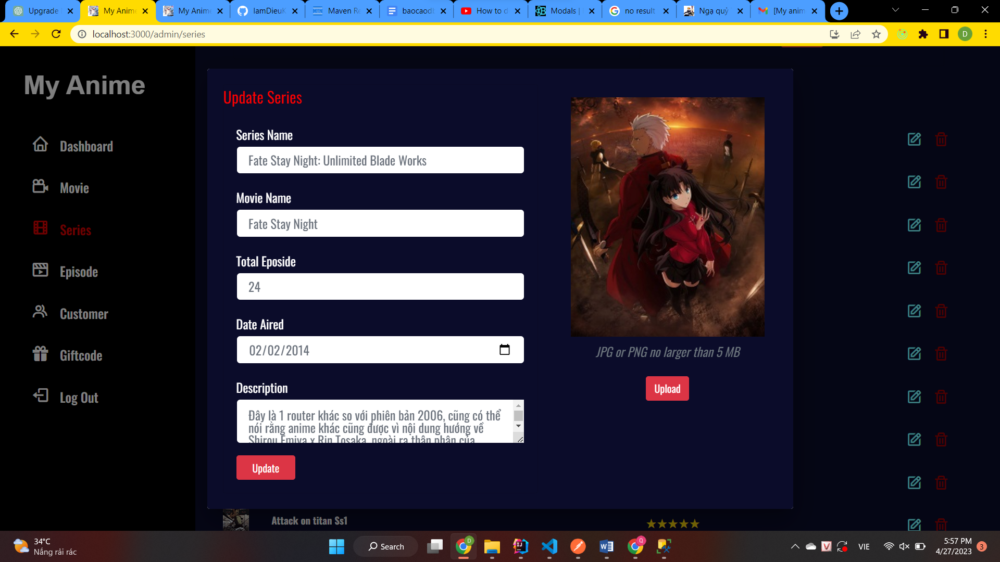 Upgrade
My Anime
My Anime
IamDieuK
Maven Re
baocaodb
How to d
Modals |
no result
Ngạ quỷ
[My anim
localhost:3000/admin/series
D
My Anime
Dashboard
Movie
Series
Episode
Customer
Giftcode
Log Out
Update Series
Series Name
Fate Stay Night: Unlimited Blade Works
Movie Name
Fate Stay Night
Total Eposide
24
Date Aired
02/02/2014
Description
Đây là 1 router khác so với phiên bản 2006, cũng có thể
nói rằng anime khác cũng được vì nội dung hướng về
Shirou Emiya x Rin Tosaka, ngoài ra thân phận của
Update
JPG or PNG no larger than 5 MB
Upload
Attack on titan Ss1
34°C
Nắng rải rác
Search
VIE
5:57 PM
4/27/2023
3